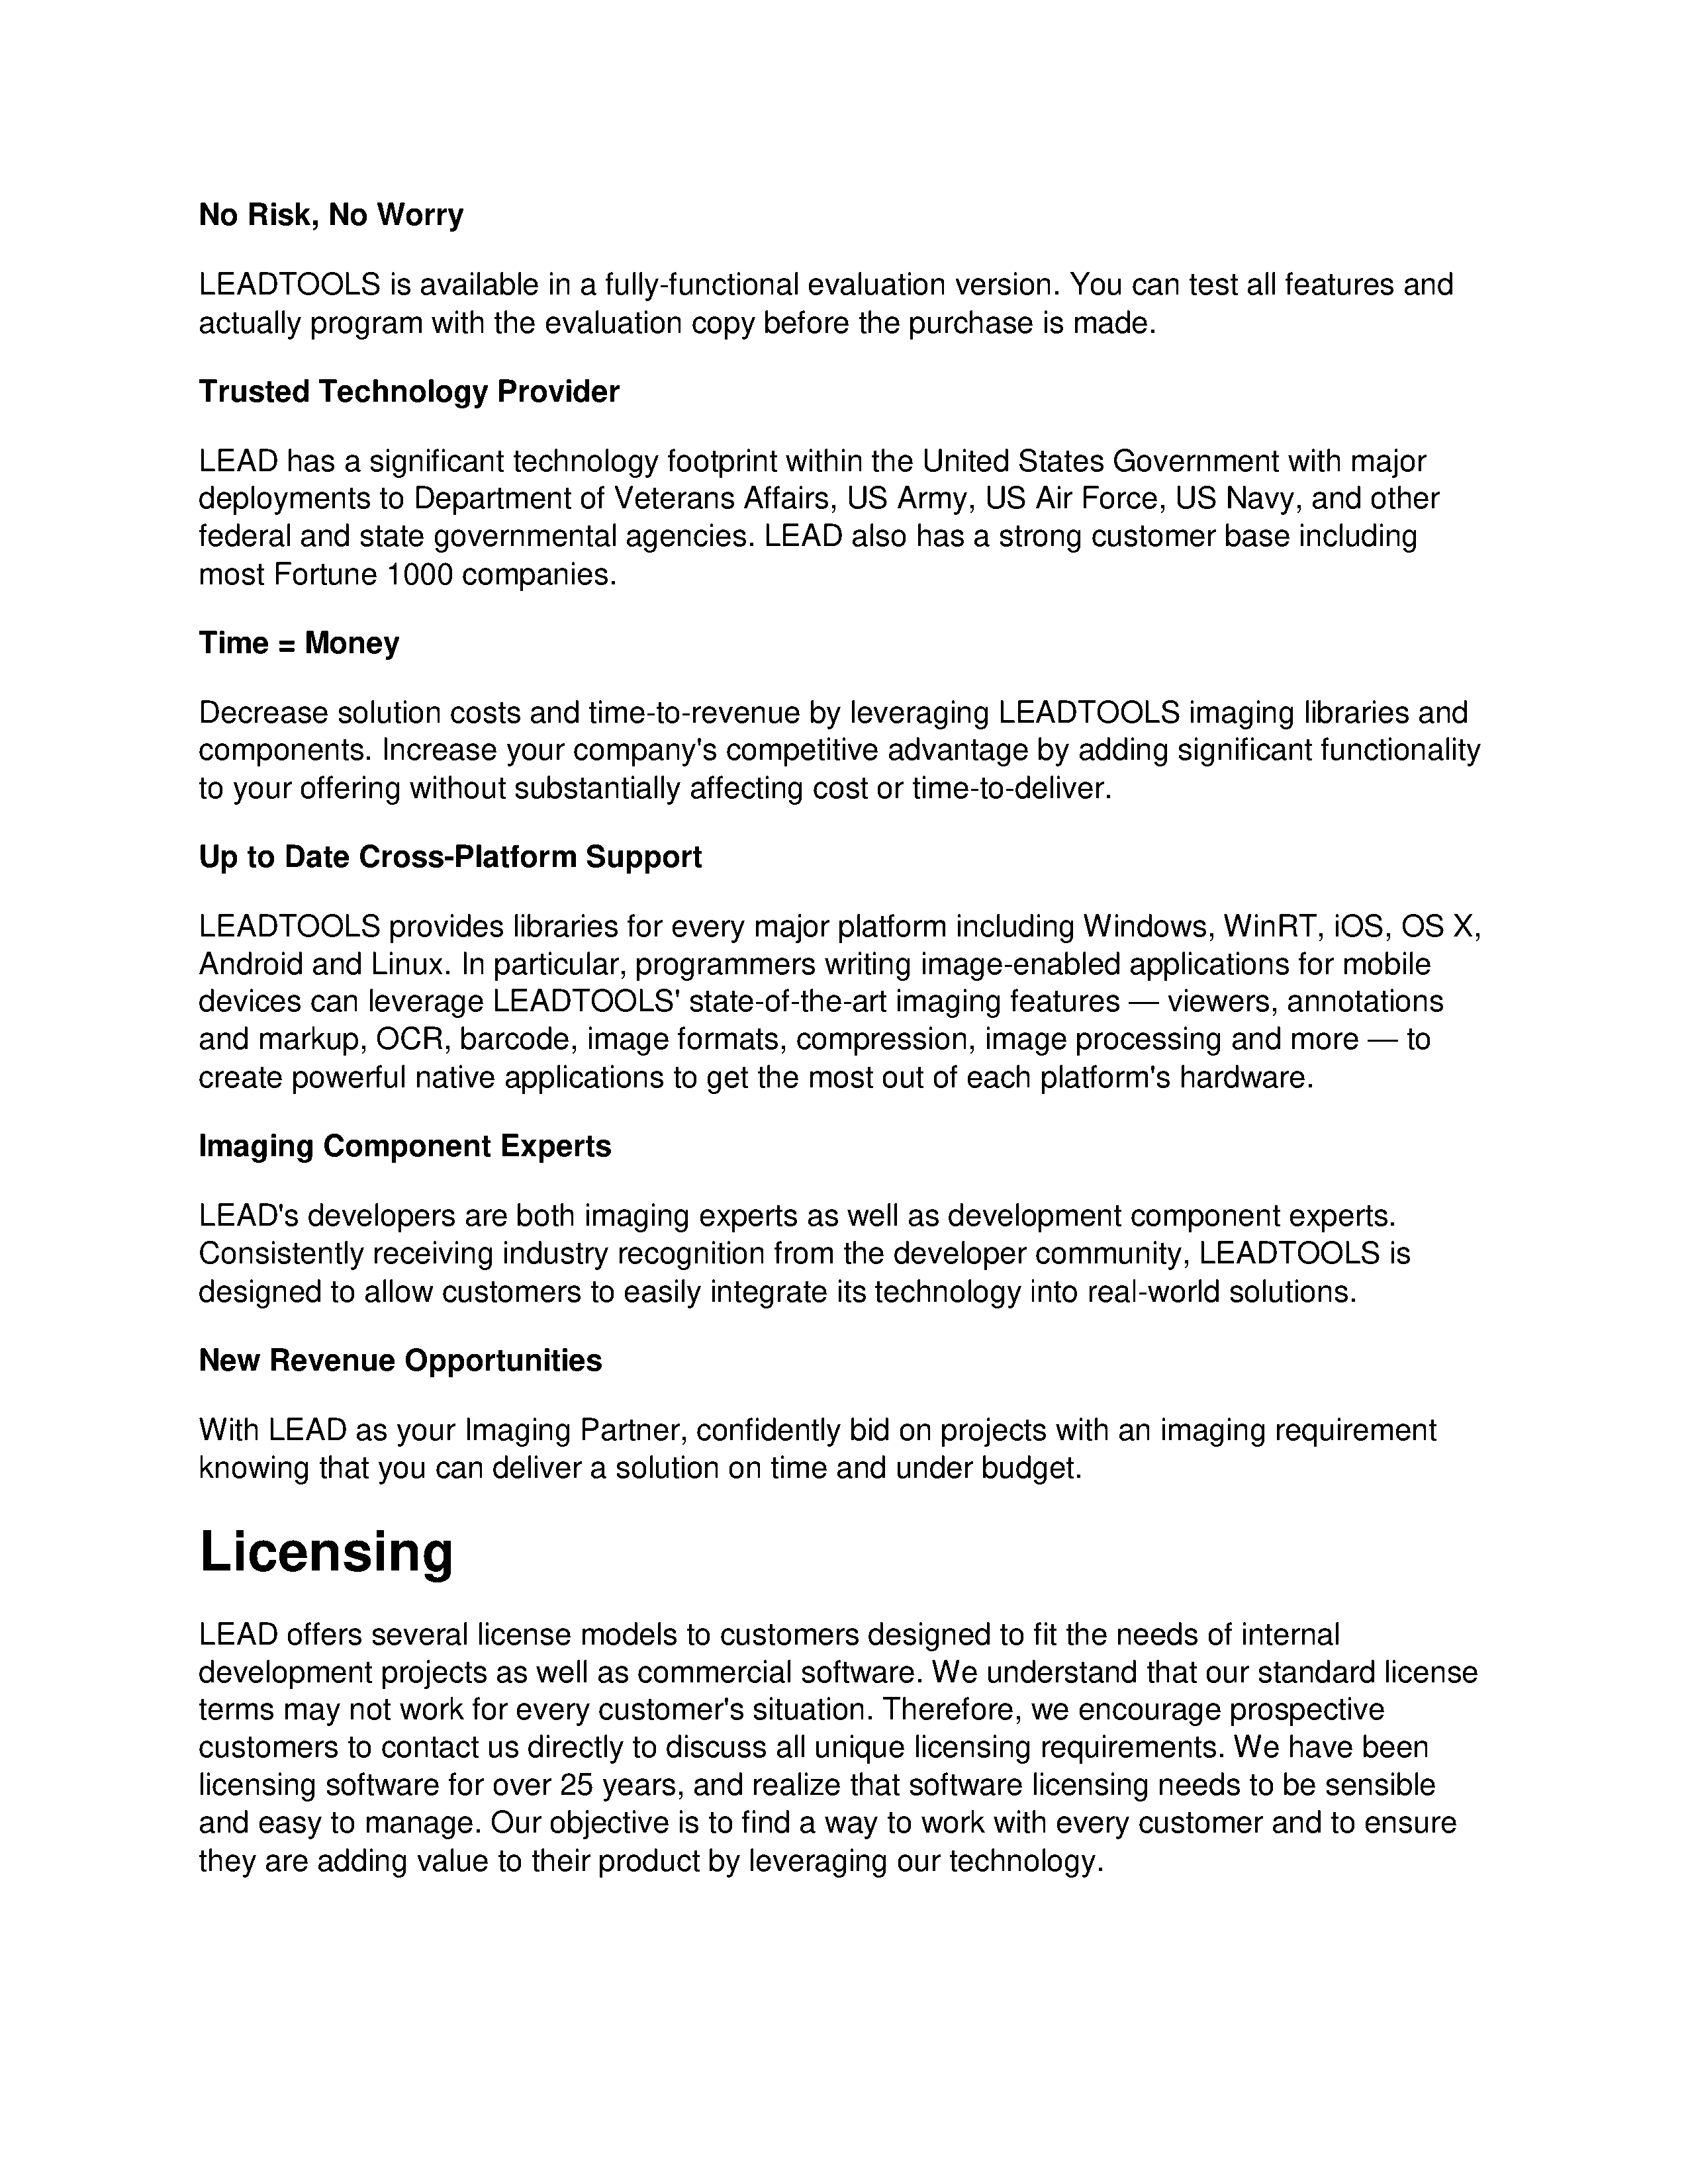 No Risk, No Worry
LEADTOOLS is available in a fully-functional evaluation version. You can test all features and
actually program with the evaluation copy before the purchase is made.
Trusted Technology Provider
LEAD has a significant technology footprint within the United States Government with major
deployments to Department of Veterans Affairs, US Army, US Air Force, US Navy, and other
federal and state governmental agencies. LEAD also has a strong customer base including
most Fortune 1000 companies.
Time = Money
Decrease solution costs and time-to-revenue by leveraging LEADTOOLS imaging libraries and
components. Increase your company's competitive advantage by adding significant functionality
to your offering without substantially affecting cost or time-to-deliver.
Up to Date Cross-Platform Support
LEADTOOLS provides libraries for every major platform including Windows, WinRT, iOS, OS X,
Android and Linux. In particular, programmers writing image-enabled applications for mobile
devices can leverage LEADTOOLS' state-of-the-art imaging features — viewers, annotations
and markup, OCR, barcode, image formats, compression, image processing and more — to
create powerful native applications to get the most out of each platform's hardware.
Imaging Component Experts
LEAD's developers are both imaging experts as well as development component experts.
Consistently receiving industry recognition from the developer community, LEADTOOLS is
designed to allow customers to easily integrate its technology into real-world solutions.
New Revenue Opportunities
With LEAD as your Imaging Partner, confidently bid on projects with an imaging requirement
knowing that you can deliver a solution on time and under budget.
Licensing
LEAD offers several license models to customers designed to fit the needs of internal
development projects as well as commercial software. We understand that our standard license
terms may not work for every customer's situation. Therefore, we encourage prospective
customers to contact us directly to discuss all unique licensing requirements. We have been
licensing software for over 25 years, and realize that software licensing needs to be sensible
and easy to manage. Our objective is to find a way to work with every customer and to ensure
they are adding value to their product by leveraging our technology.